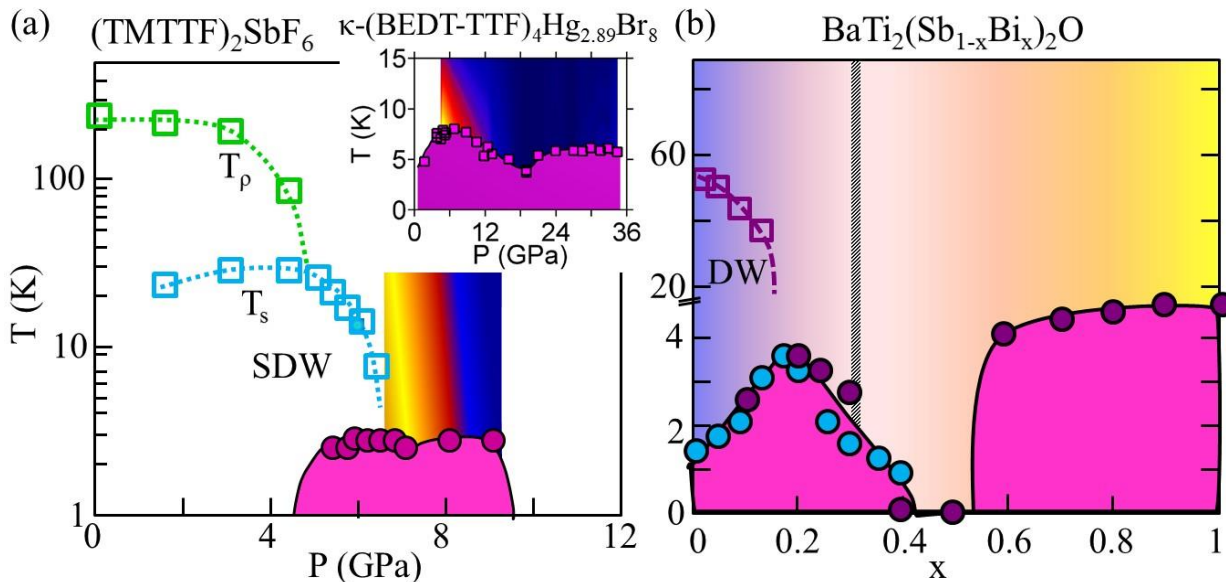 (a)
(TMTTF)₂SbF₆
κ-(BEDT-TTF)₄Hg₂.₈₉Br₈
(b)
BaTi₂(Sb₁₋ₓBiₓ)₂O
T (K)
100
10
1
Tρ
Tₛ
SDW
0
4
8
12
P (GPa)
T (K)
15
10
5
0
0
12
24
36
P (GPa)
60
20
4
2
0
DW
0
0.2
0.4
0.6
0.8
1
x